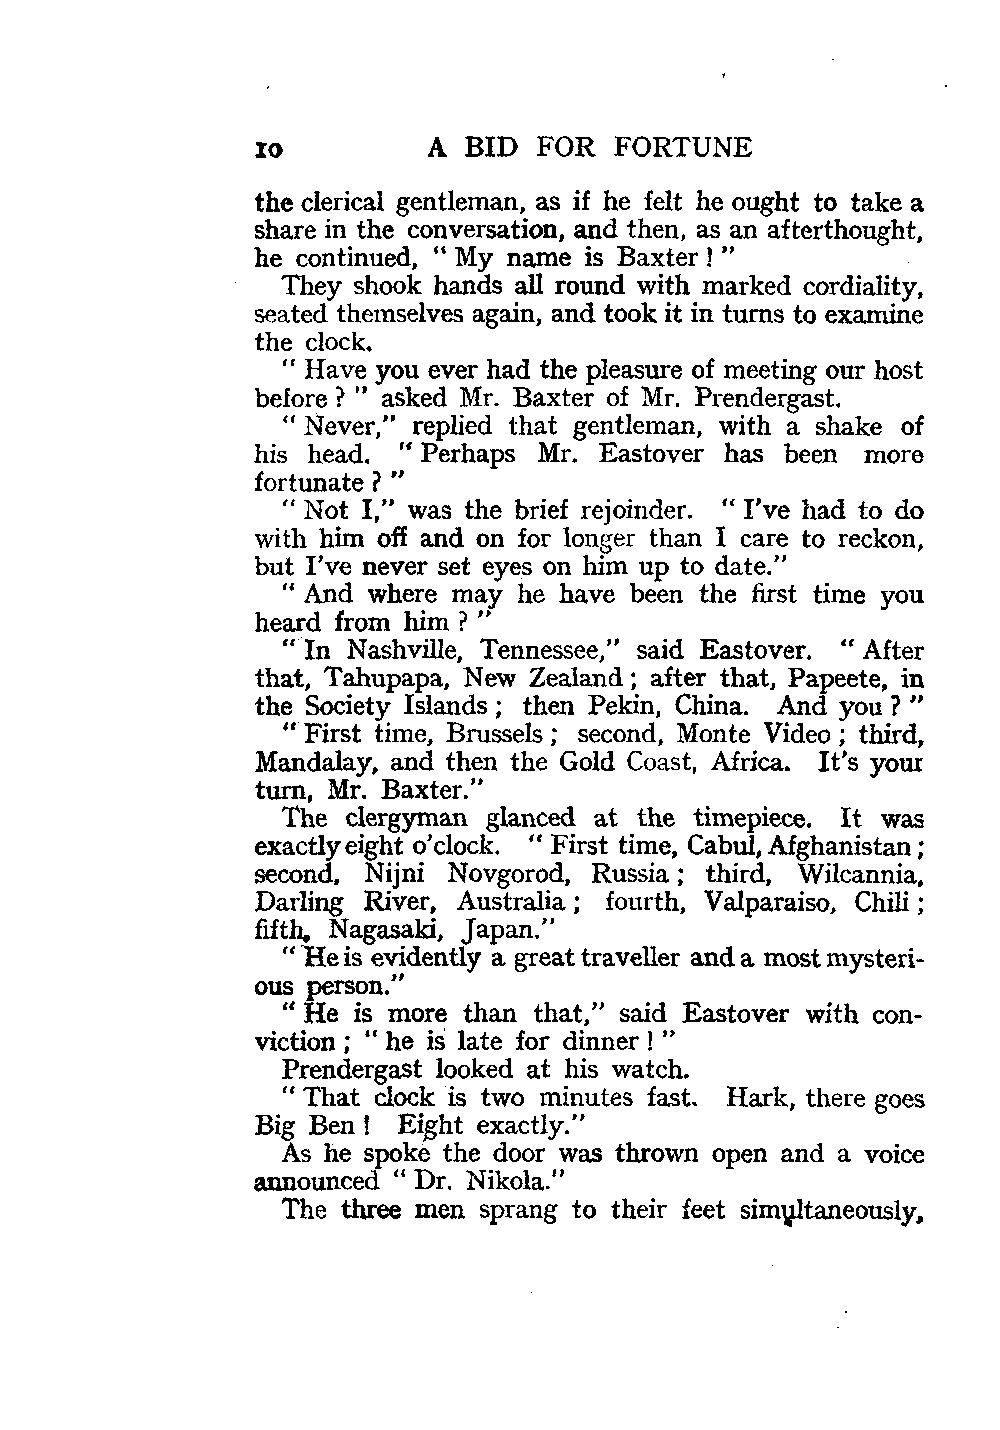 10 A BID FOR FORTUNE
the clerical gentleman, as if he felt he ought to take a
share in the conversation, and then, as an afterthought,
he continued, " My name is Baxter ! "
They shook hands all round with marked cordiality,
seated themselves again, and took it in turns to examine
the clock.
" Have you ever had the pleasure of meeting our host
before ? " asked Mr. Baxter of Mr. Prendergast.
" Never," replied that gentleman, with a shake of
his head. " Perhaps Mr. Eastover has been more
fortunate ? "
" Not I," was the brief rejoinder. " I've had to do
with him off and on for longer than I care to reckon,
but I've never set eyes on him up to date."
" And where may he have been the first time you
heard from him ? "
" In Nashville, Tennessee," said Eastover. " After
that, Tahupapa, New Zealand ; after that, Papeete, in
the Society Islands ; then Pekin, China. And you ? "
" First time, Brussels ; second, Monte Video ; third,
Mandalay, and then the Gold Coast, Africa. It's your
turn, Mr. Baxter."
The clergyman glanced at the timepiece. It was
exactly eight o'clock. " First time, Cabul, Afghanistan ;
second, Nijni Novgorod, Russia ; third, Wilcannia,
Darling River, Australia ; fourth, Valparaiso, Chili ;
fifth, Nagasaki, Japan."
" He is evidently a great traveller and a most mysteri-
ous person."
" He is more than that," said Eastover with con-
viction ; " he is late for dinner ! "
Prendergast looked at his watch.
" That clock is two minutes fast. Hark, there goes
Big Ben ! Eight exactly."
As he spoke the door was thrown open and a voice
announced " Dr. Nikola."
The three men sprang to their feet simultaneously,